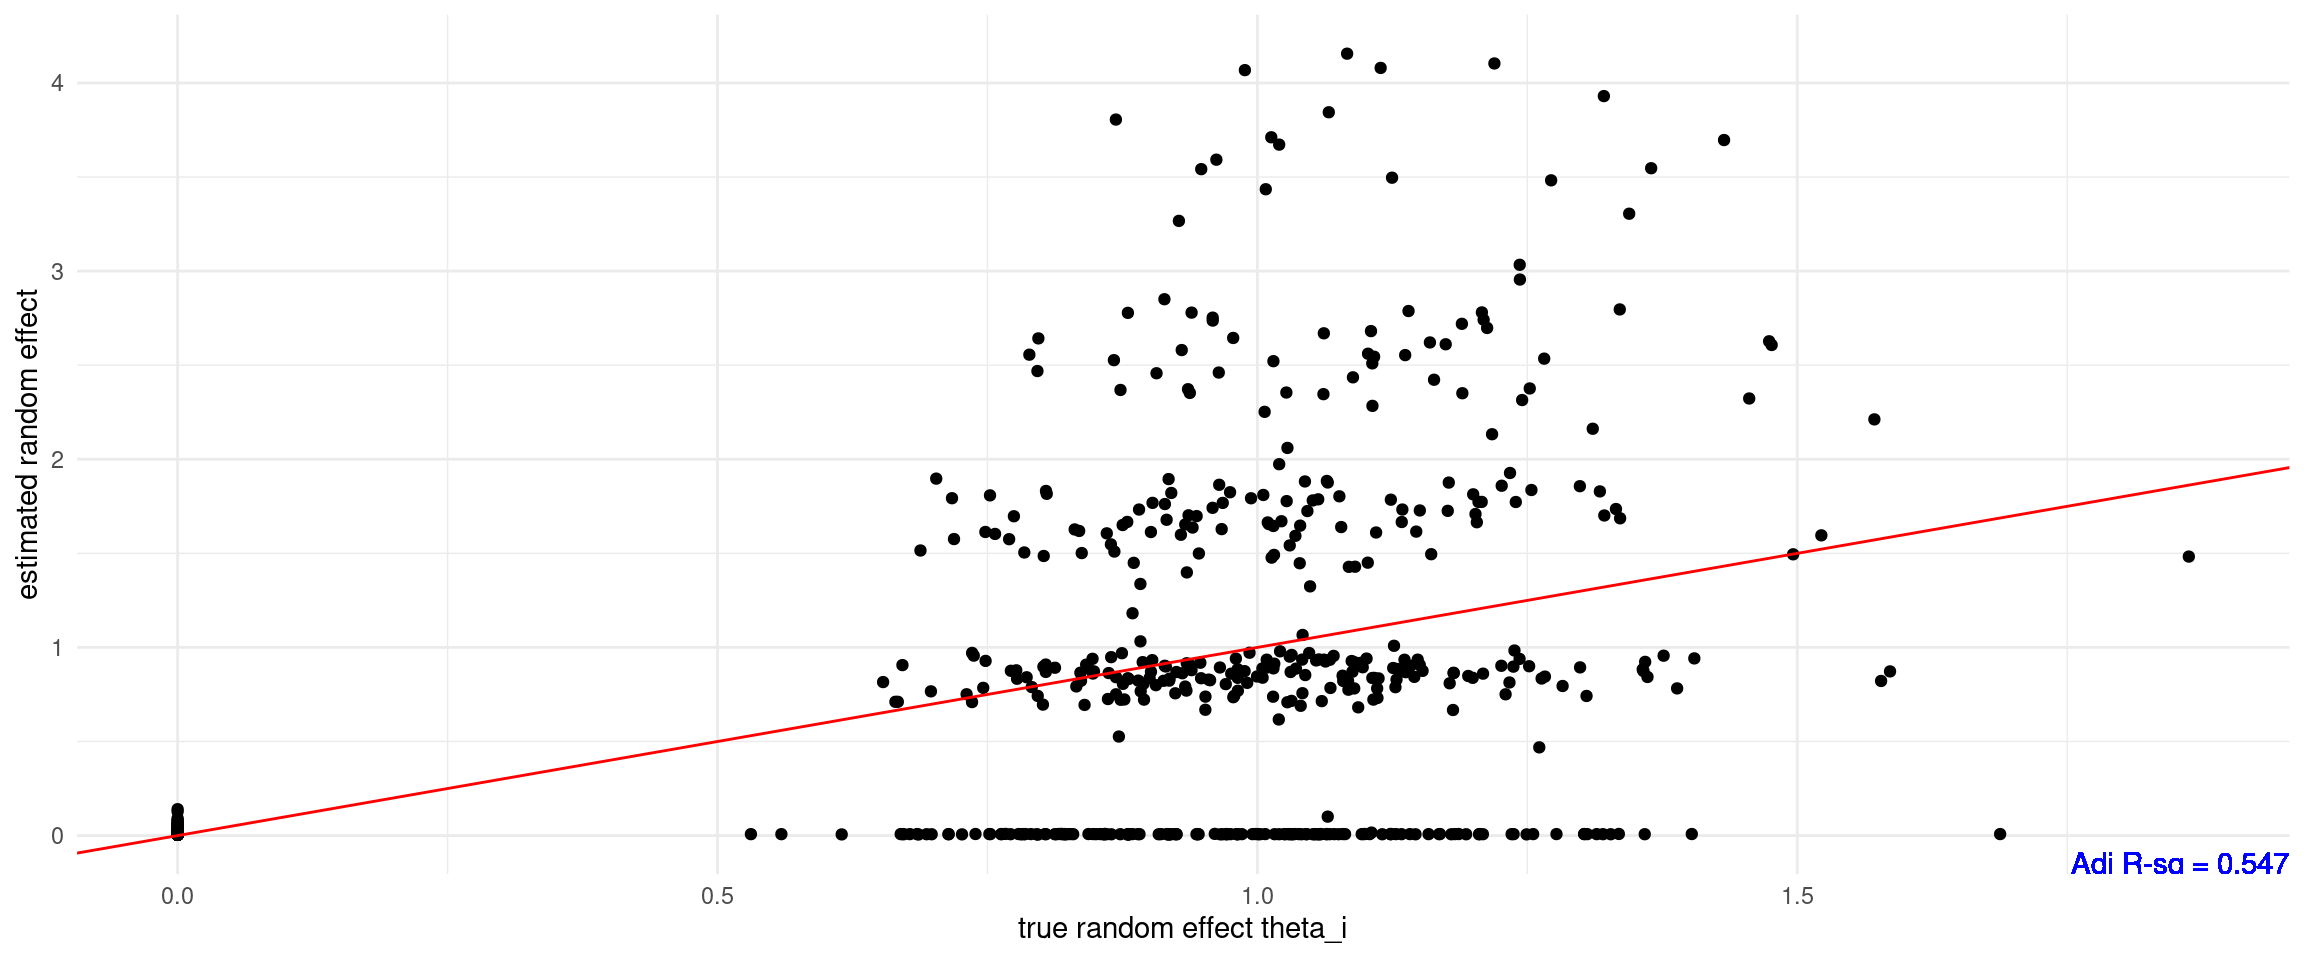 4
3
2
1
0
estimated random effect
0.0 0.5 1.0 1.5
true random effect theta_i
Adj R-sq = 0.547